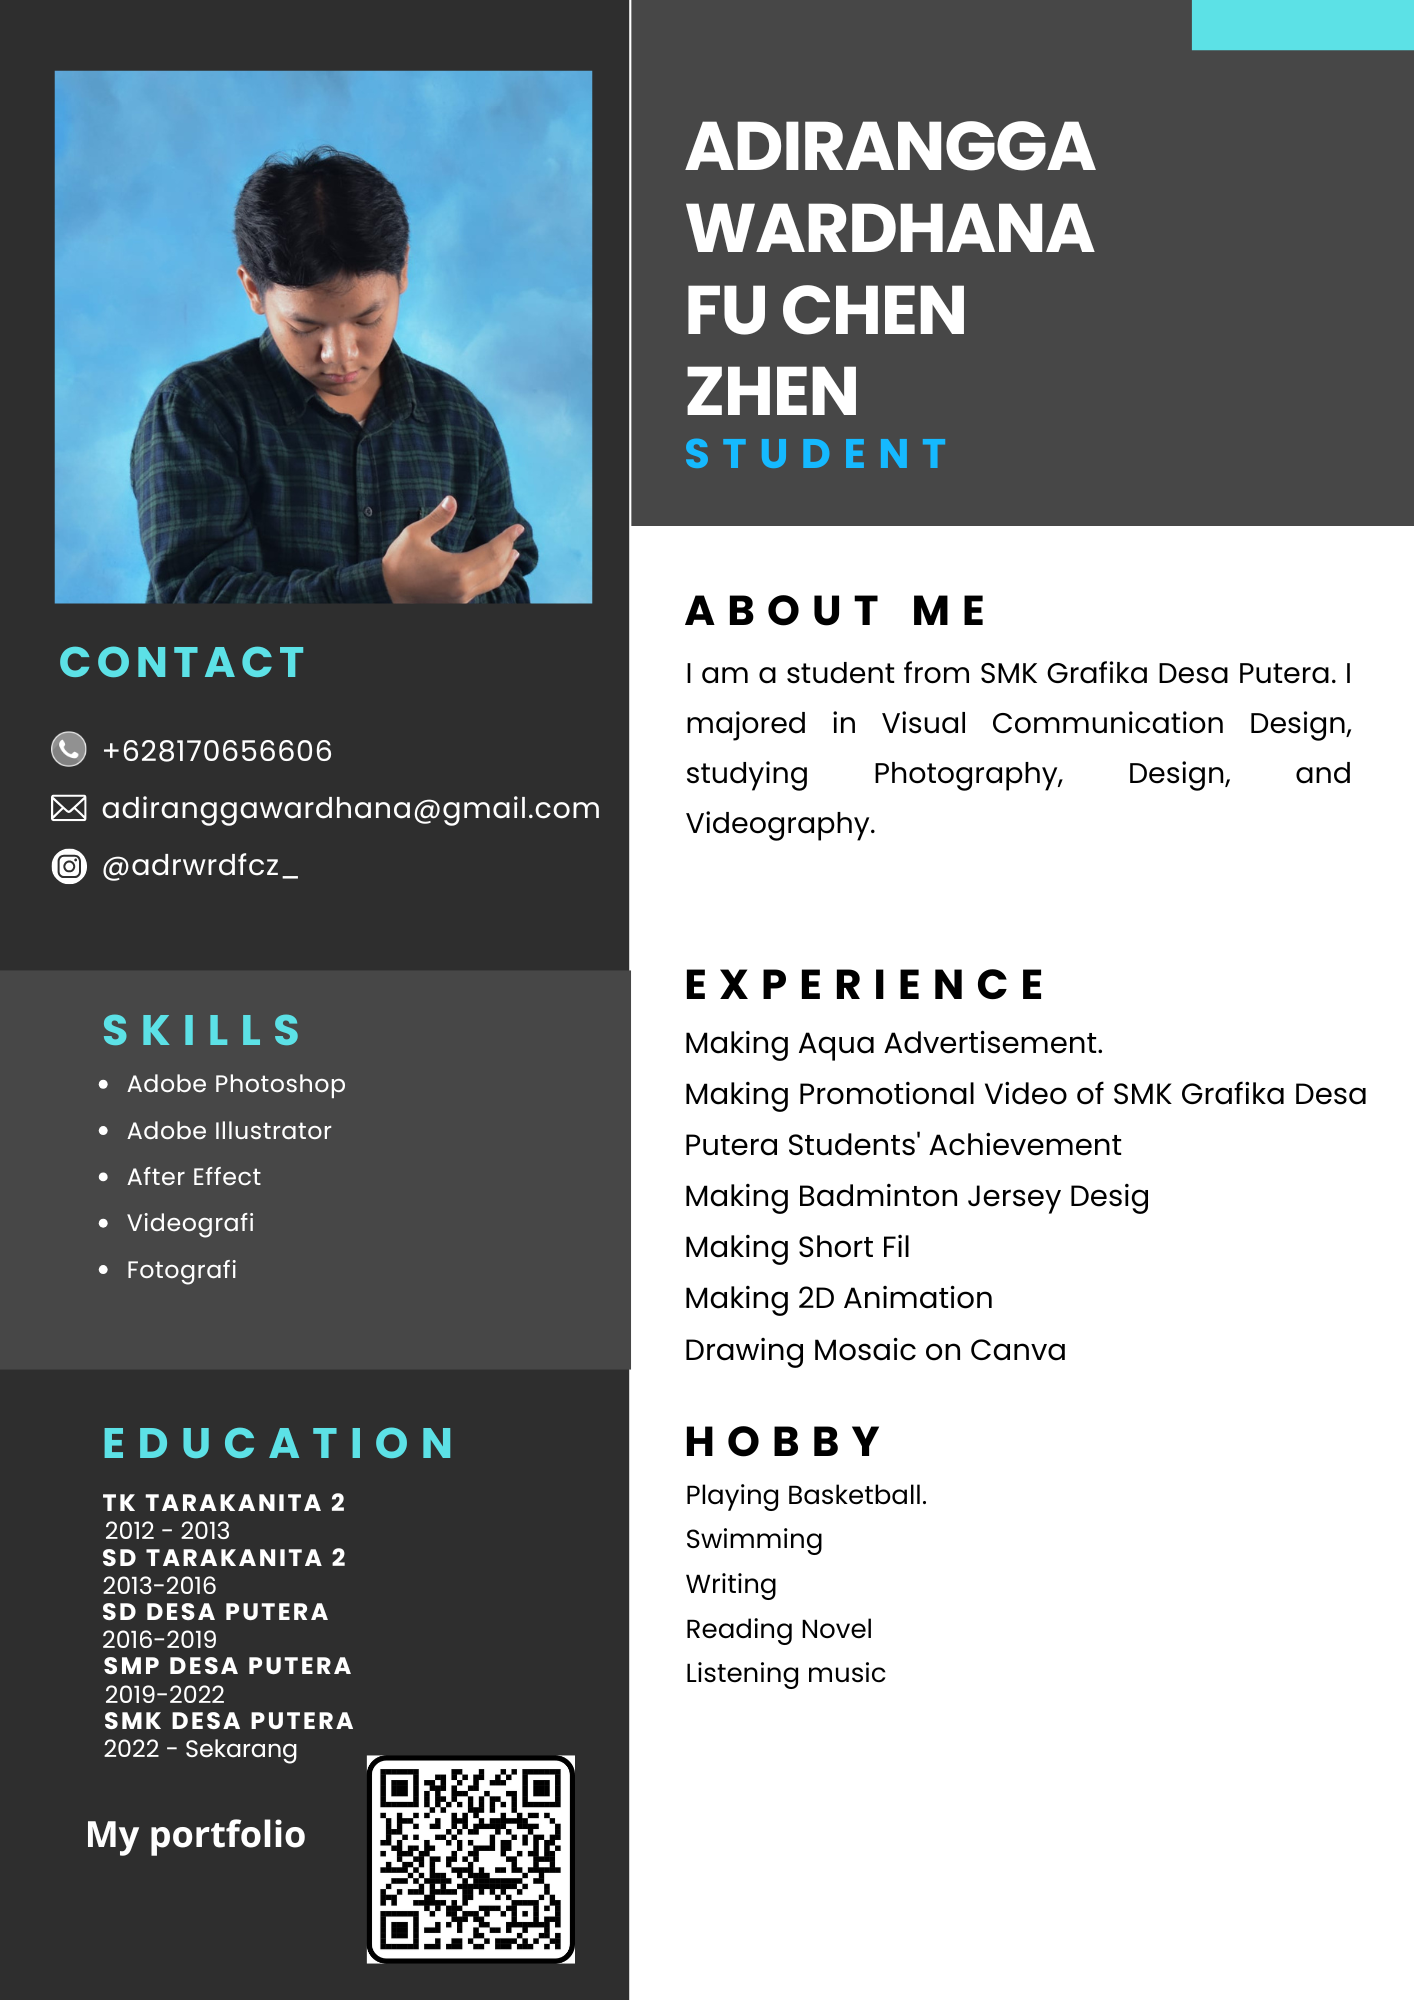 ADIRANGGA
WARDHANA
FU CHEN
ZHEN
STUDENT
CONTACT
+628170656606
adiranggawardhana@gmail.com
@adrwrdfcz_
SKILLS
Adobe Photoshop
Adobe Illustrator
After Effect
Videografi
Fotografi
EDUCATION
TK TARAKANITA 2
2012 - 2013
SD TARAKANITA 2
2013-2016
SD DESA PUTERA
2016-2019
SMP DESA PUTERA
2019-2022
SMK DESA PUTERA
2022 - Sekarang
My portfolio
ABOUT ME
I am a student from SMK Grafika Desa Putera. I
majored in Visual Communication Design,
studying Photography, Design, and
Videography.
EXPERIENCE
Making Aqua Advertisement.
Making Promotional Video of SMK Grafika Desa
Putera Students' Achievement
Making Badminton Jersey Desig
Making Short Fil
Making 2D Animation
Drawing Mosaic on Canva
HOBBY
Playing Basketball.
Swimming
Writing
Reading Novel
Listening music